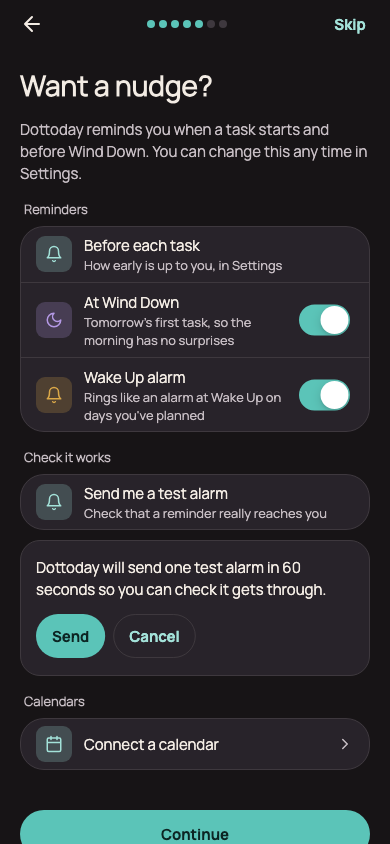 Skip
Want a nudge?
Dottoday reminds you when a task starts and
before Wind Down. You can change this any time in
Settings.
Reminders
Before each task
How early is up to you, in Settings
At Wind Down
Tomorrow's first task, so the
morning has no surprises
Wake Up alarm
Rings like an alarm at Wake Up on
days you've planned
Check it works
Send me a test alarm
Check that a reminder really reaches you
Dottoday will send one test alarm in 60
seconds so you can check it gets through.
Send
Cancel
Calendars
Connect a calendar
Continue